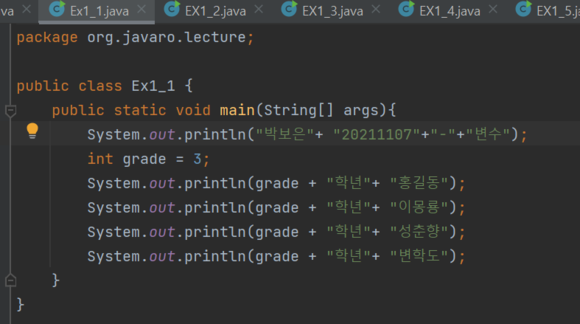 va Ex1_1.java EX1_2.java EX1_3.java EX1_4.java EX1_5.j
package org.javaro.lecture;
public class Ex1_1 {
public static void main(String[] args){
System.out.println("박보은"+ "20211107"+"-"+"변수");
int grade = 3;
System.out.println(grade + "학년"+ "홍길동");
System.out.println(grade + "학년"+ "이몽룡");
System.out.println(grade + "학년"+ "성춘향");
System.out.println(grade + "학년"+ "변학도");
}
}